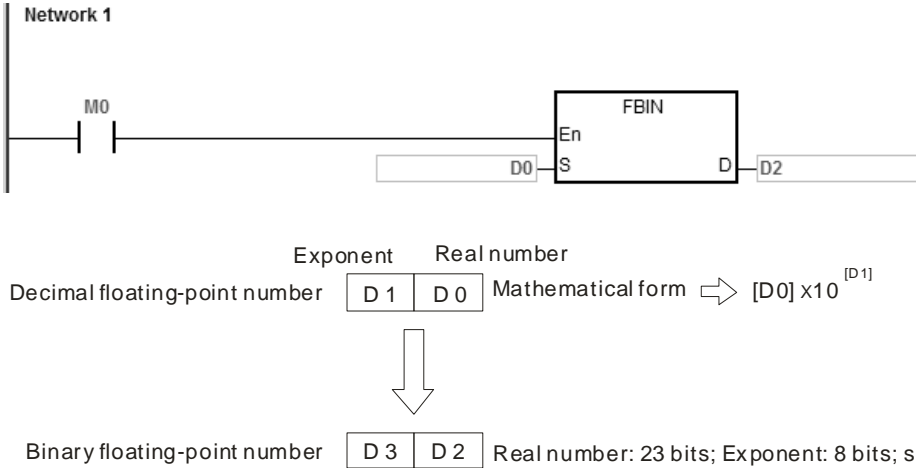 Network 1
M0
FBIN
En
D0 S D D2
Exponent Real number
Decimal floating-point number D 1 D 0 Mathematical form [D0] x10 [D1]
Binary floating-point number D 3 D 2 Real number: 23 bits; Exponent: 8 bits; s